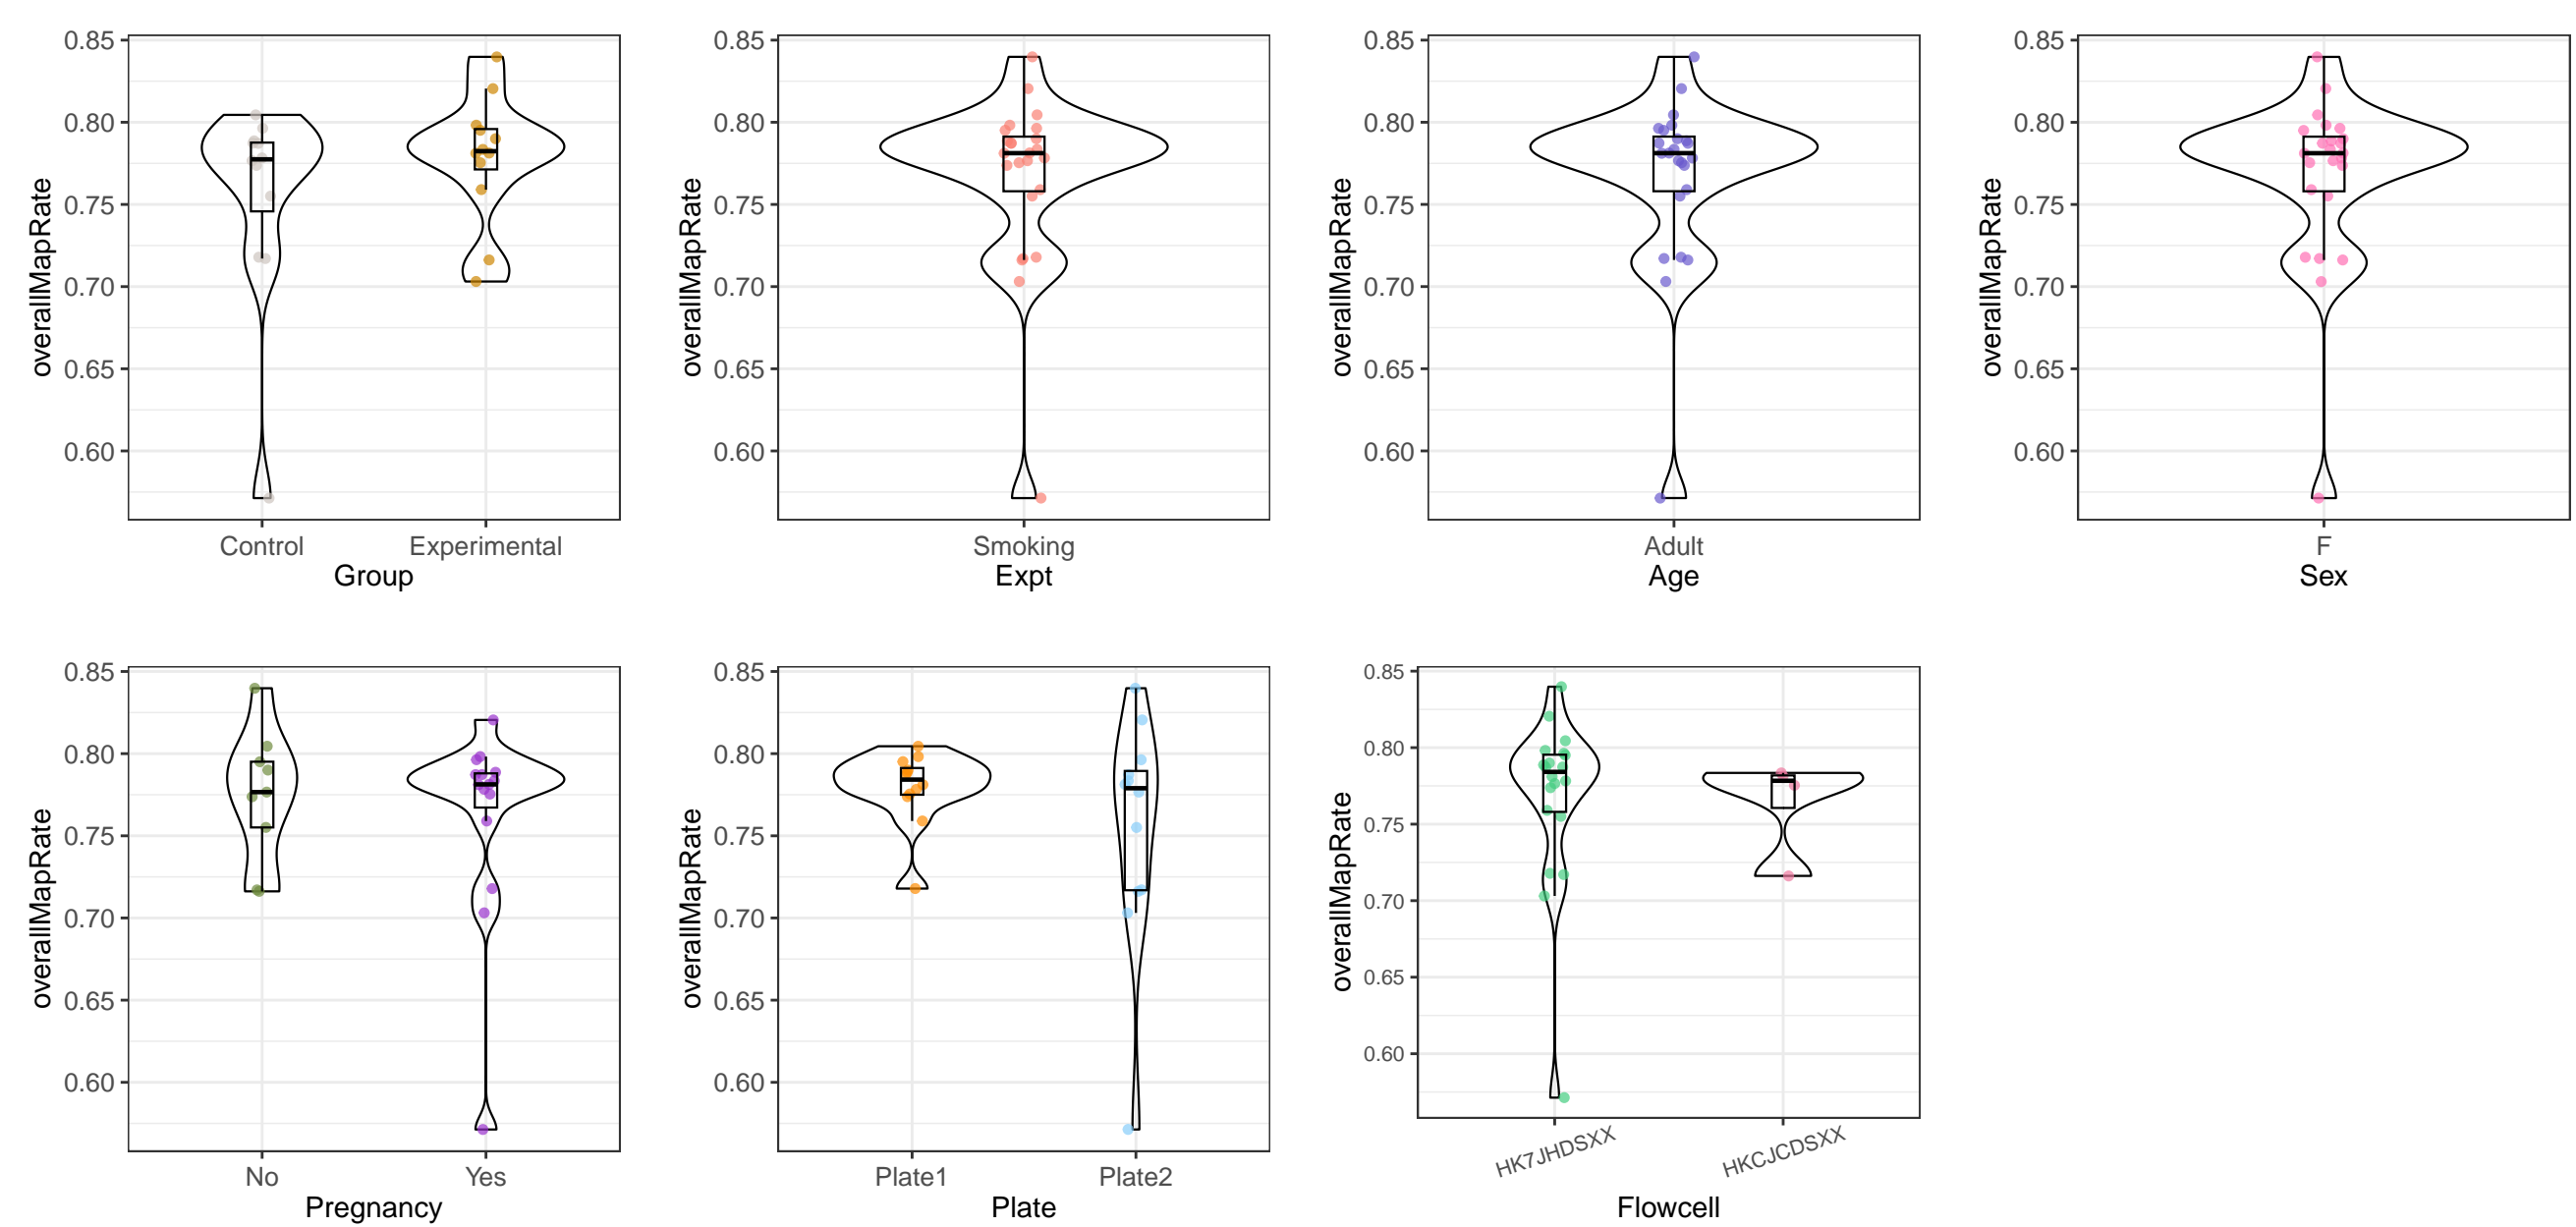 0.85
0.80
0.75
0.70
0.65
0.60
overallMapRate
Control Experimental
Group
0.85
0.80
0.75
0.70
0.65
0.60
overallMapRate
Smoking
Expt
0.85
0.80
0.75
0.70
0.65
0.60
overallMapRate
Adult
Age
0.85
0.80
0.75
0.70
0.65
0.60
overallMapRate
F
Sex
0.85
0.80
0.75
0.70
0.65
0.60
overallMapRate
No Yes
Pregnancy
0.85
0.80
0.75
0.70
0.65
0.60
overallMapRate
Plate1 Plate2
Plate
0.85
0.80
0.75
0.70
0.65
0.60
overallMapRate
HK7JHDSXX HKCJCDSXX
Flowcell